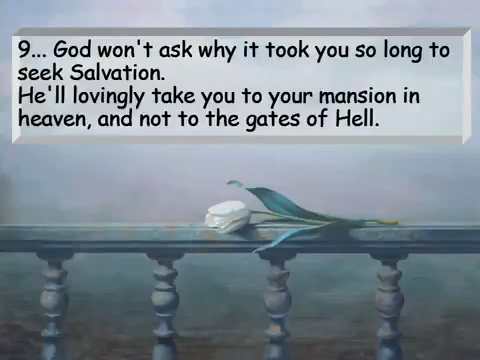 9... God won't ask why it took you so long to
seek Salvation.
He'll lovingly take you to your mansion in
heaven, and not to the gates of Hell.